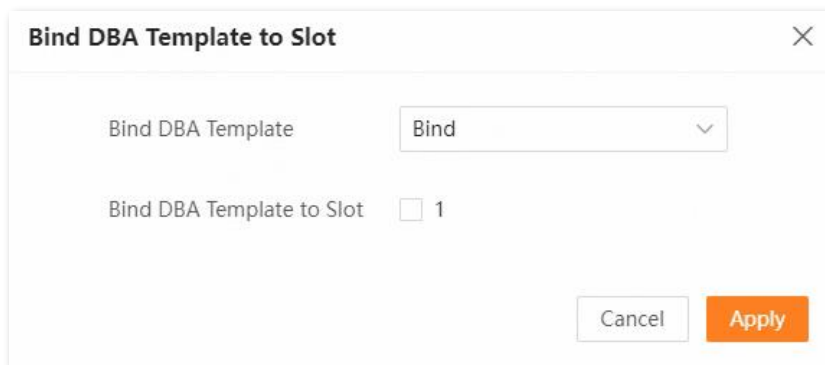 Bind DBA Template to Slot
Bind DBA Template Bind
Bind DBA Template to Slot 1
Cancel Apply